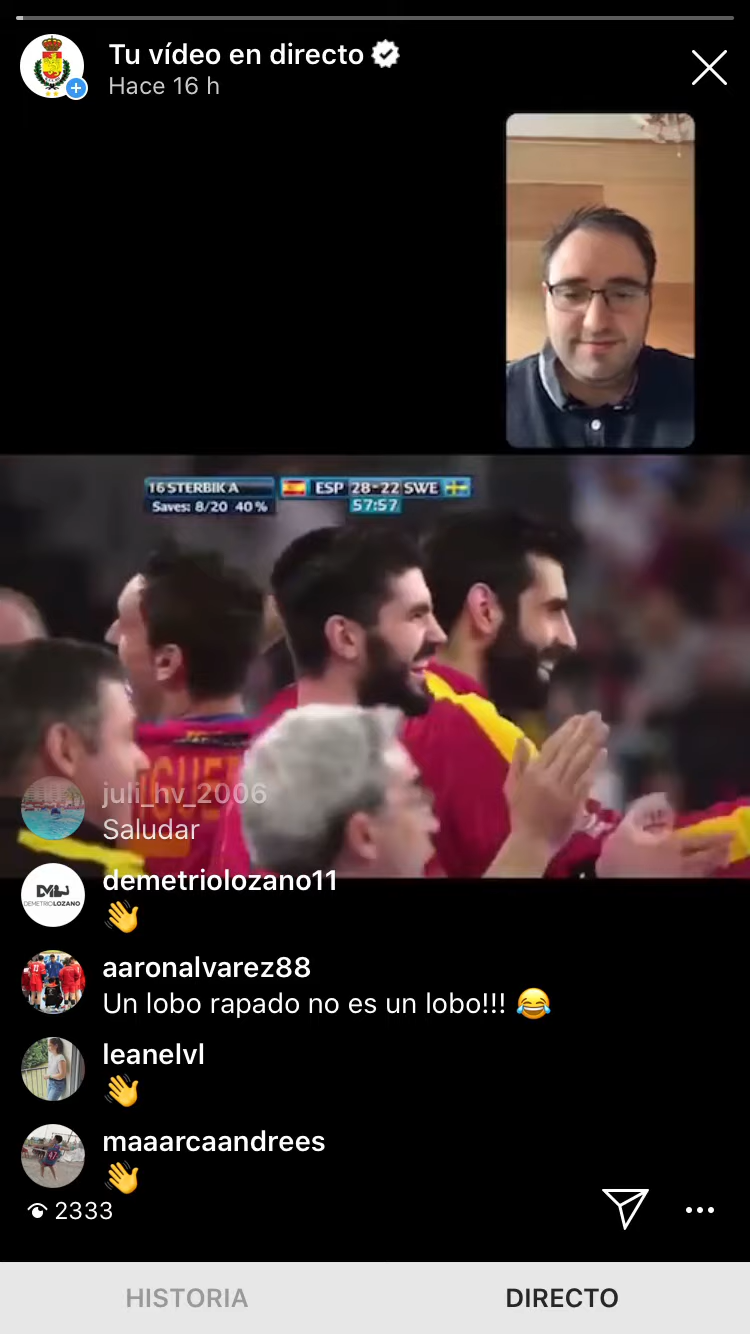 Tu vídeo en directo
Hace 16 h
16 STERBIK A
ESP 28-22 SWE
Saves: 8/20 40%
57:57
juli_hv_2006
Saludar
demetriolozano11
👋
DEMETRIOLOZANO
aaronalvarez88
Un lobo rapado no es un lobo!!! 😂
leanelvl
👋
maaarcaandrees
👋
2333
HISTORIA
DIRECTO